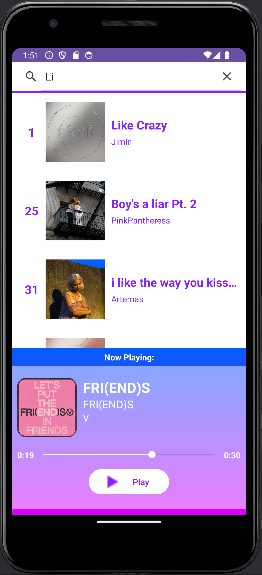 1:51
Li
1
Like Crazy
Jimin
25
Boy's a liar Pt. 2
PinkPantheress
31
i like the way you kiss...
Artemas
Now Playing:
LET'S
PUT
THE
FRI(END)S
IN
FRIENDS
FRI(END)S
FRI(END)S
V
0:19
0:30
Play